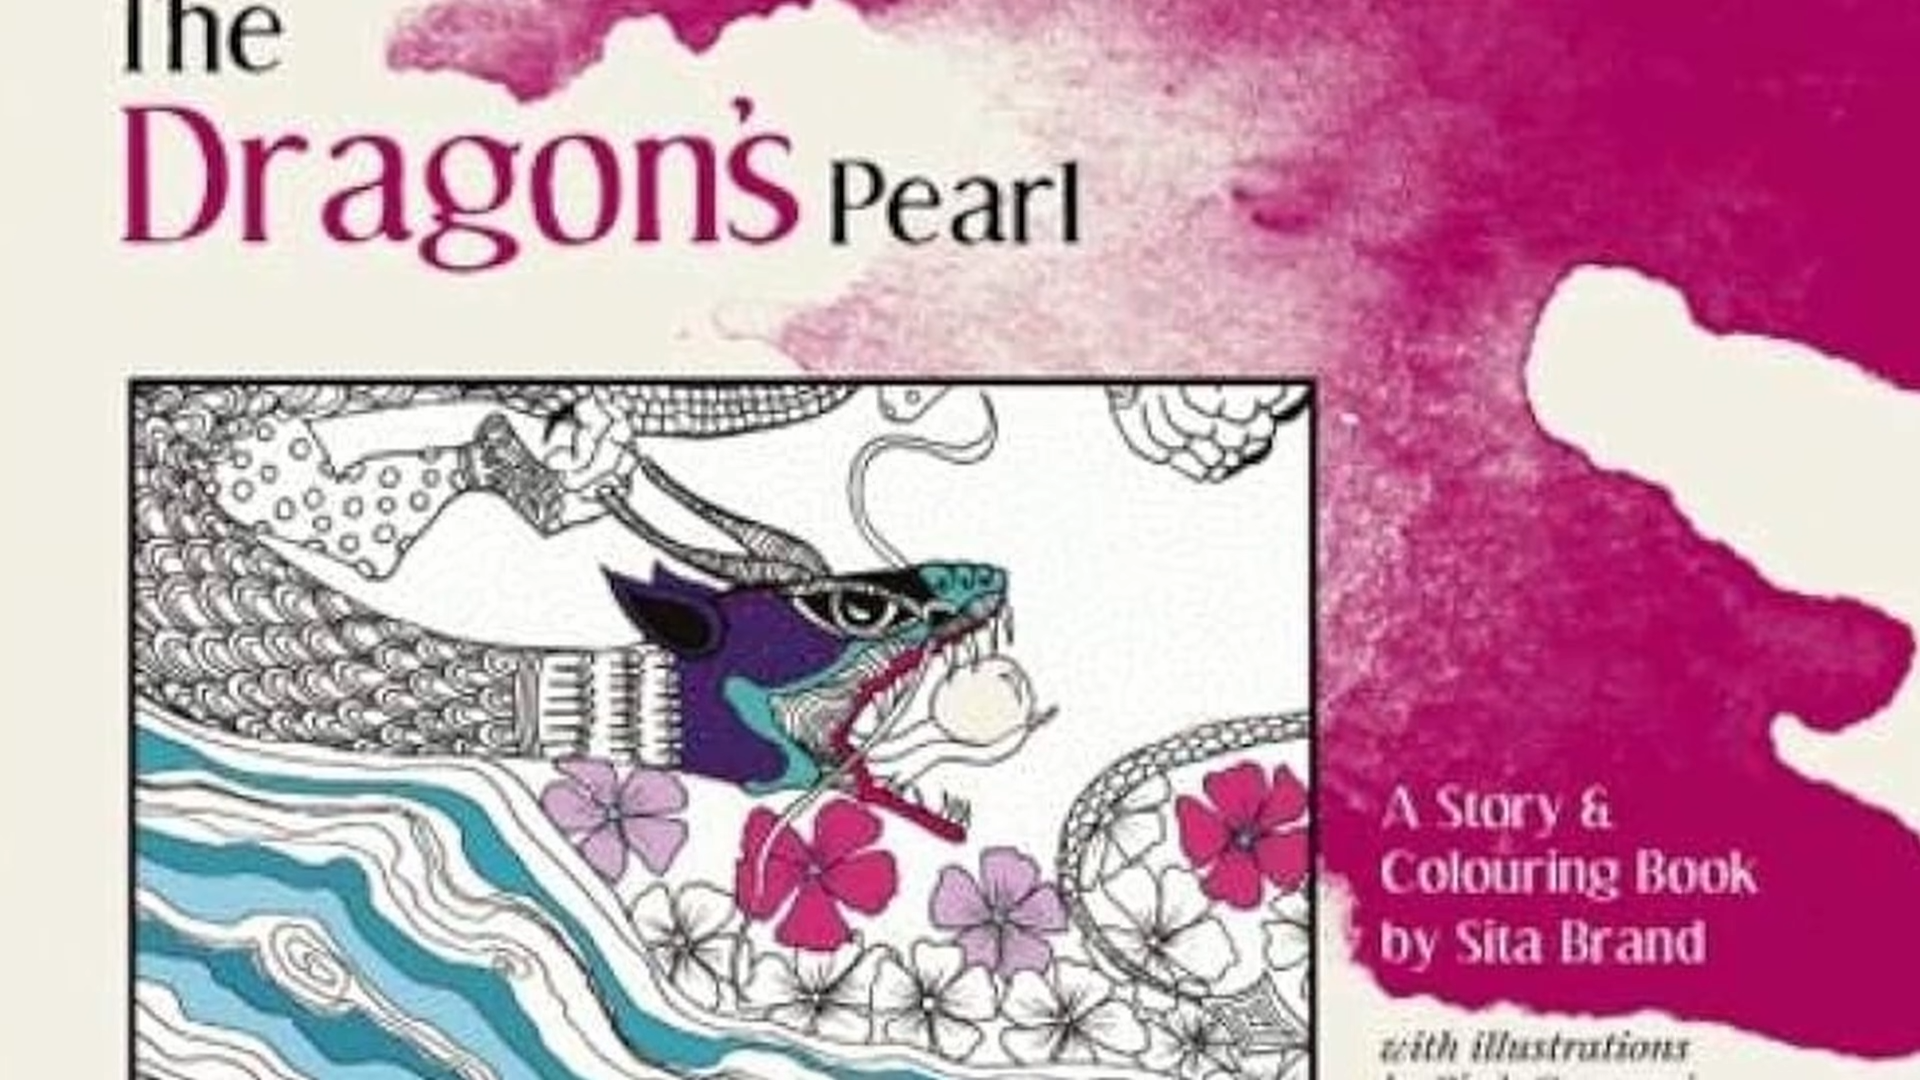 The
Dragon's Pearl
A Story &
Colouring Book
by Sita Brand
with illustrations